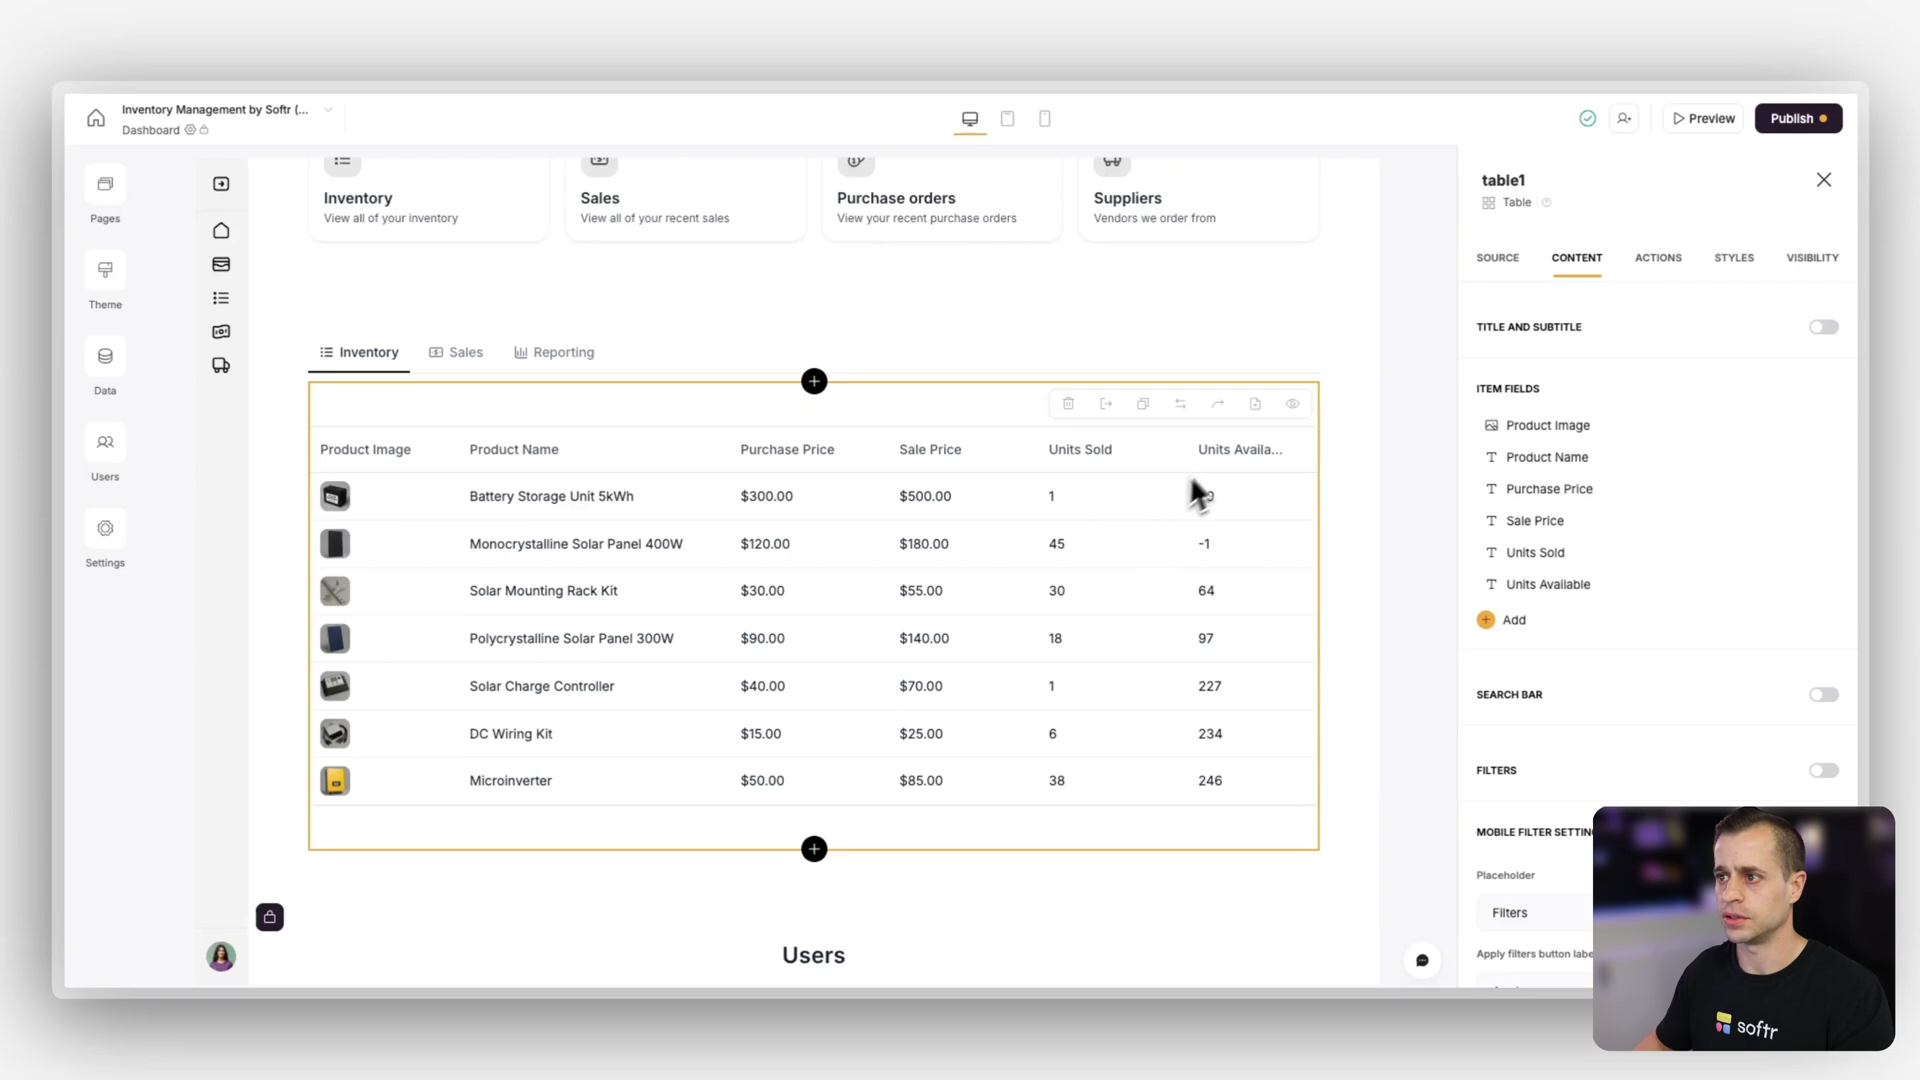 Inventory Management by Softr (...
Dashboard
Preview
Publish
Pages
Theme
Data
Users
Settings
Inventory
View all of your inventory
Sales
View all of your recent sales
Purchase orders
View your recent purchase orders
Suppliers
Vendors we order from
Inventory Sales Reporting
Product Image Product Name Purchase Price Sale Price Units Sold Units Availa...
Battery Storage Unit 5kWh $300.00 $500.00 1
Monocrystalline Solar Panel 400W $120.00 $180.00 45 -1
Solar Mounting Rack Kit $30.00 $55.00 30 64
Polycrystalline Solar Panel 300W $90.00 $140.00 18 97
Solar Charge Controller $40.00 $70.00 1 227
DC Wiring Kit $15.00 $25.00 6 234
Microinverter $50.00 $85.00 38 246
Users
table1
Table
SOURCE CONTENT ACTIONS STYLES VISIBILITY
TITLE AND SUBTITLE
ITEM FIELDS
Product Image
Product Name
Purchase Price
Sale Price
Units Sold
Units Available
Add
SEARCH BAR
FILTERS
MOBILE FILTER SETTIN
Placeholder
Filters
Apply filters button labe
softr